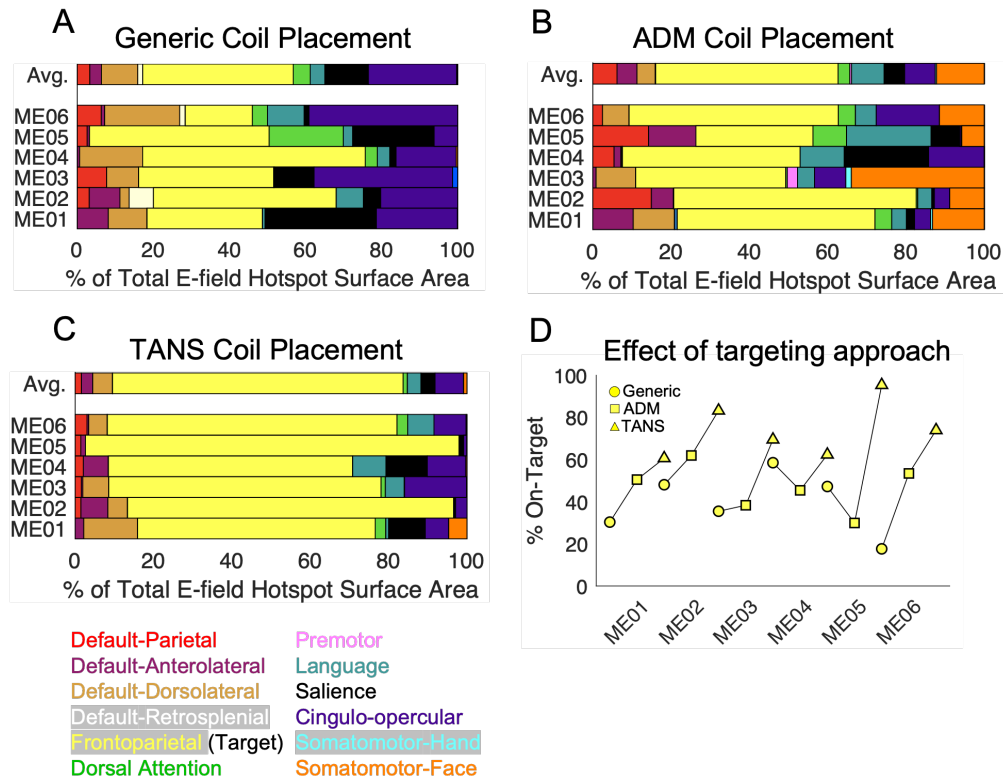 A
Generic Coil Placement
Avg.
ME06
ME05
ME04
ME03
ME02
ME01
0 20 40 60 80 100
% of Total E-field Hotspot Surface Area
B
ADM Coil Placement
Avg.
ME06
ME05
ME04
ME03
ME02
ME01
0 20 40 60 80 100
% of Total E-field Hotspot Surface Area
C
TANS Coil Placement
Avg.
ME06
ME05
ME04
ME03
ME02
ME01
0 20 40 60 80 100
% of Total E-field Hotspot Surface Area
D
Effect of targeting approach
% On-Target
100
80
60
40
20
0
Generic
ADM
TANS
ME01 ME02 ME03 ME04 ME05 ME06
Default-Parietal
Default-Anterolateral
Default-Dorsolateral
Default-Retrosplenial
Frontoparietal (Target)
Dorsal Attention
Premotor
Language
Salience
Cingulo-opercular
Somatomotor-Hand
Somatomotor-Face